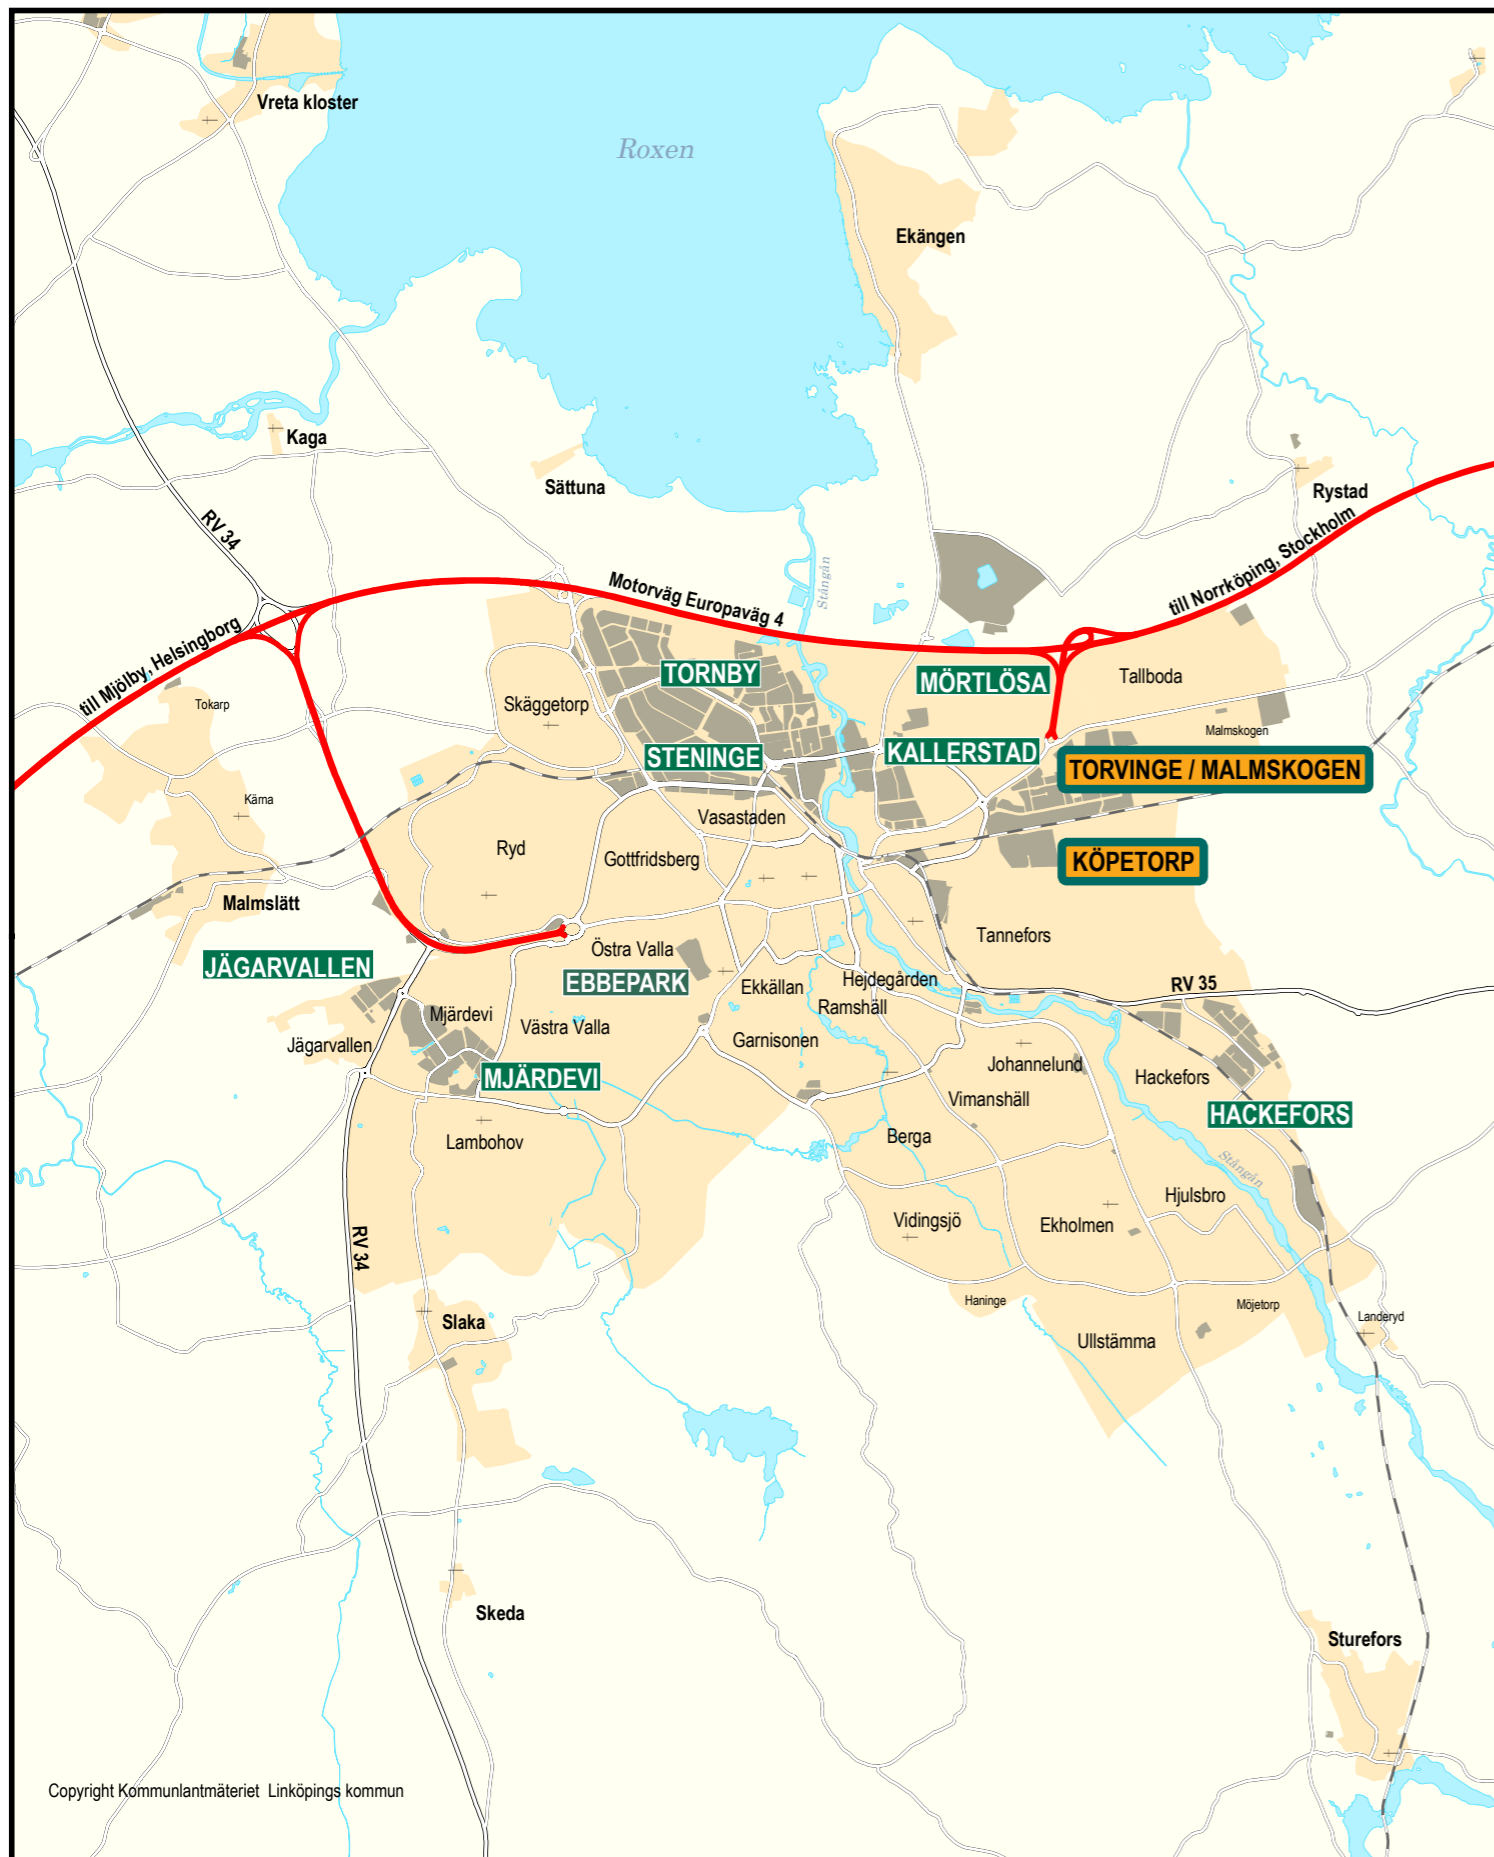 Vreta kloster
Roxen
Ekängen
Kaga
Sättuna
Rystad
RV 34
Motorväg Europaväg 4
Stångån
till Norrköping, Stockholm
till Mjölby, Helsingborg
TORNBY
MÖRTLÖSA
Tallboda
Tokarp
Skäggetorp
Malmskogen
STENINGE
KALLERSTAD
TORVINGE / MALMSKOGEN
Kärna
Vasastaden
Ryd
Gottfridsberg
KÖPETORP
Malmslätt
Tannefors
JÄGARVALLEN
Östra Valla
EBBEPARK
Ekkällan
Hejdegården
RV 35
Ramshäll
Mjärdevi
Västra Valla
Garnisonen
Jägarvallen
Johannelund
MJÄRDEVI
Hackefors
Vimanshäll
HACKEFORS
Lambohov
Berga
Stångån
Hjulsbro
Vidingsjö
Ekholmen
RV 34
Haninge
Möjetorp
Landeryd
Slaka
Ullstämma
Skeda
Sturefors
Copyright Kommunlantmäteriet Linköpings kommun